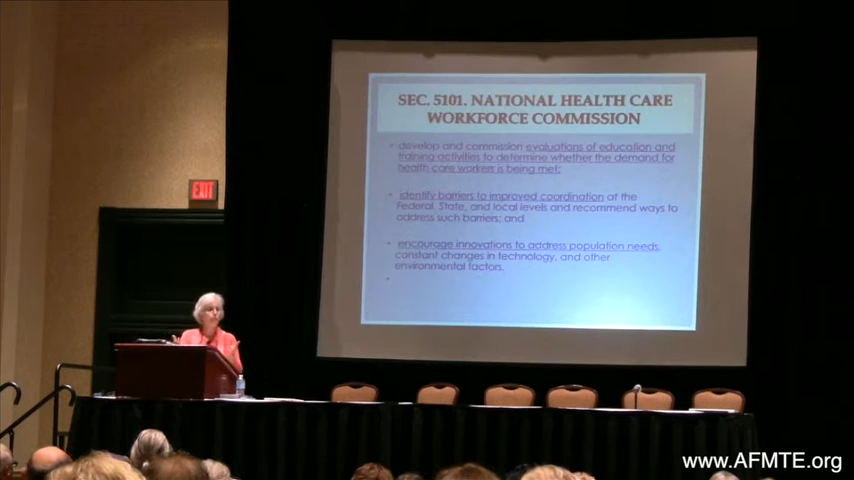 SEC. 5101. NATIONAL HEALTH CARE
WORKFORCE COMMISSION
• develop and commission evaluations of education and
training activities to determine whether the demand for
health care workers is being met;
• identify barriers to improved coordination at the
Federal, State, and local levels and recommend ways to
address such barriers; and
• encourage innovations to address population needs,
constant changes in technology, and other
environmental factors.
•
EXIT
www.AFMTE.org